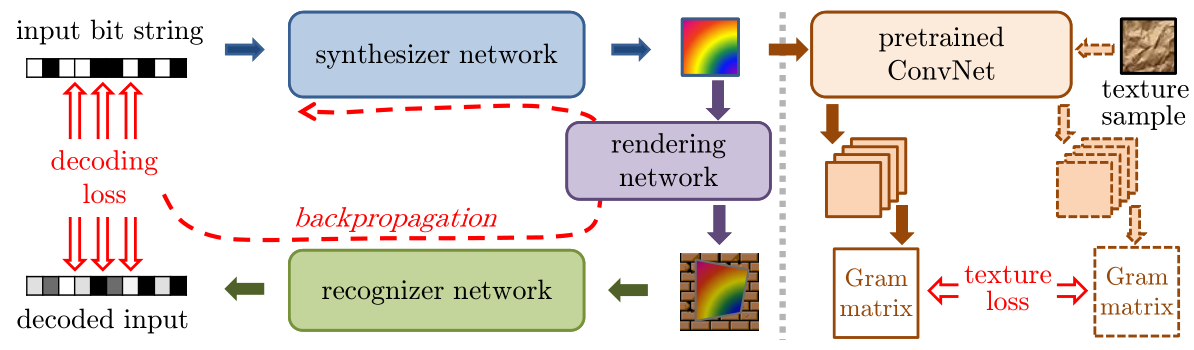 input bit string
synthesizer network
pretrained
ConvNet
texture
sample
rendering
network
decoding
loss
backpropagation
recognizer network
decoded input
Gram
matrix
texture
loss
Gram
matrix